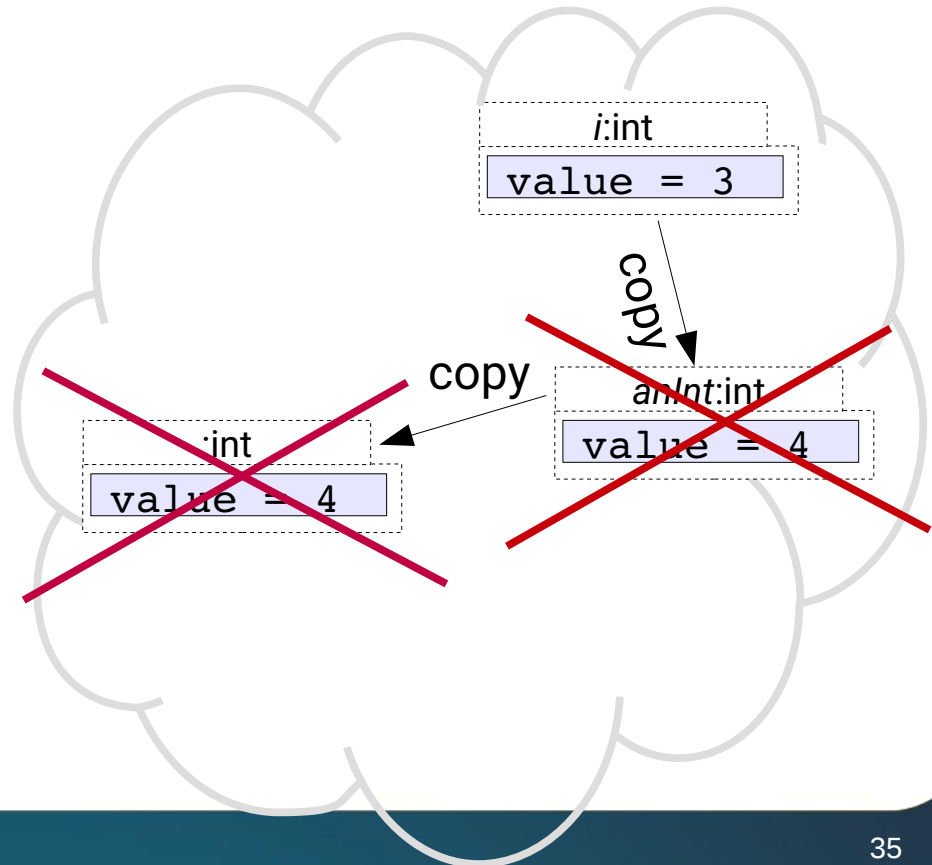 i:int
value = 3
copy
copy
anInt:int
value = 4
:int
value = 4
35